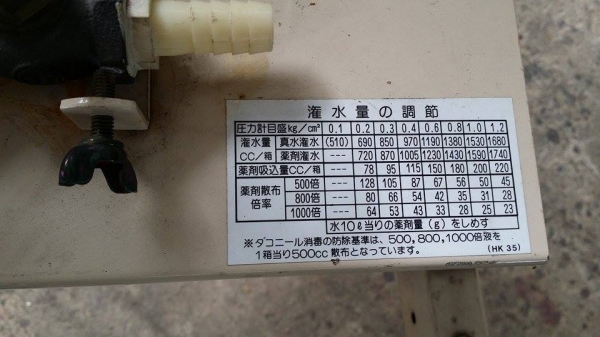 灌水量の調節
圧力計目盛kg/cm² 0.1 0.2 0.3 0.4 0.6 0.8 1.0 1.2
灌水量 真水灌水 (510) 690 850 970 1190 1380 1530 1680
CC/箱 薬剤灌水 --- 720 870 1005 1230 1430 1590 1740
薬剤吸込量CC/箱 --- 78 95 115 150 180 200 220
薬剤散布倍率 500倍 --- 128 105 87 67 56 50 45
800倍 --- 80 66 54 42 35 31 28
1000倍 --- 64 53 43 33 28 25 23
水10ℓ当りの薬剤量(g)をしめす
※ダコニール消毒の防除基準は、500,800,1000倍液を
1箱当り500cc散布となっています。
(HK35)